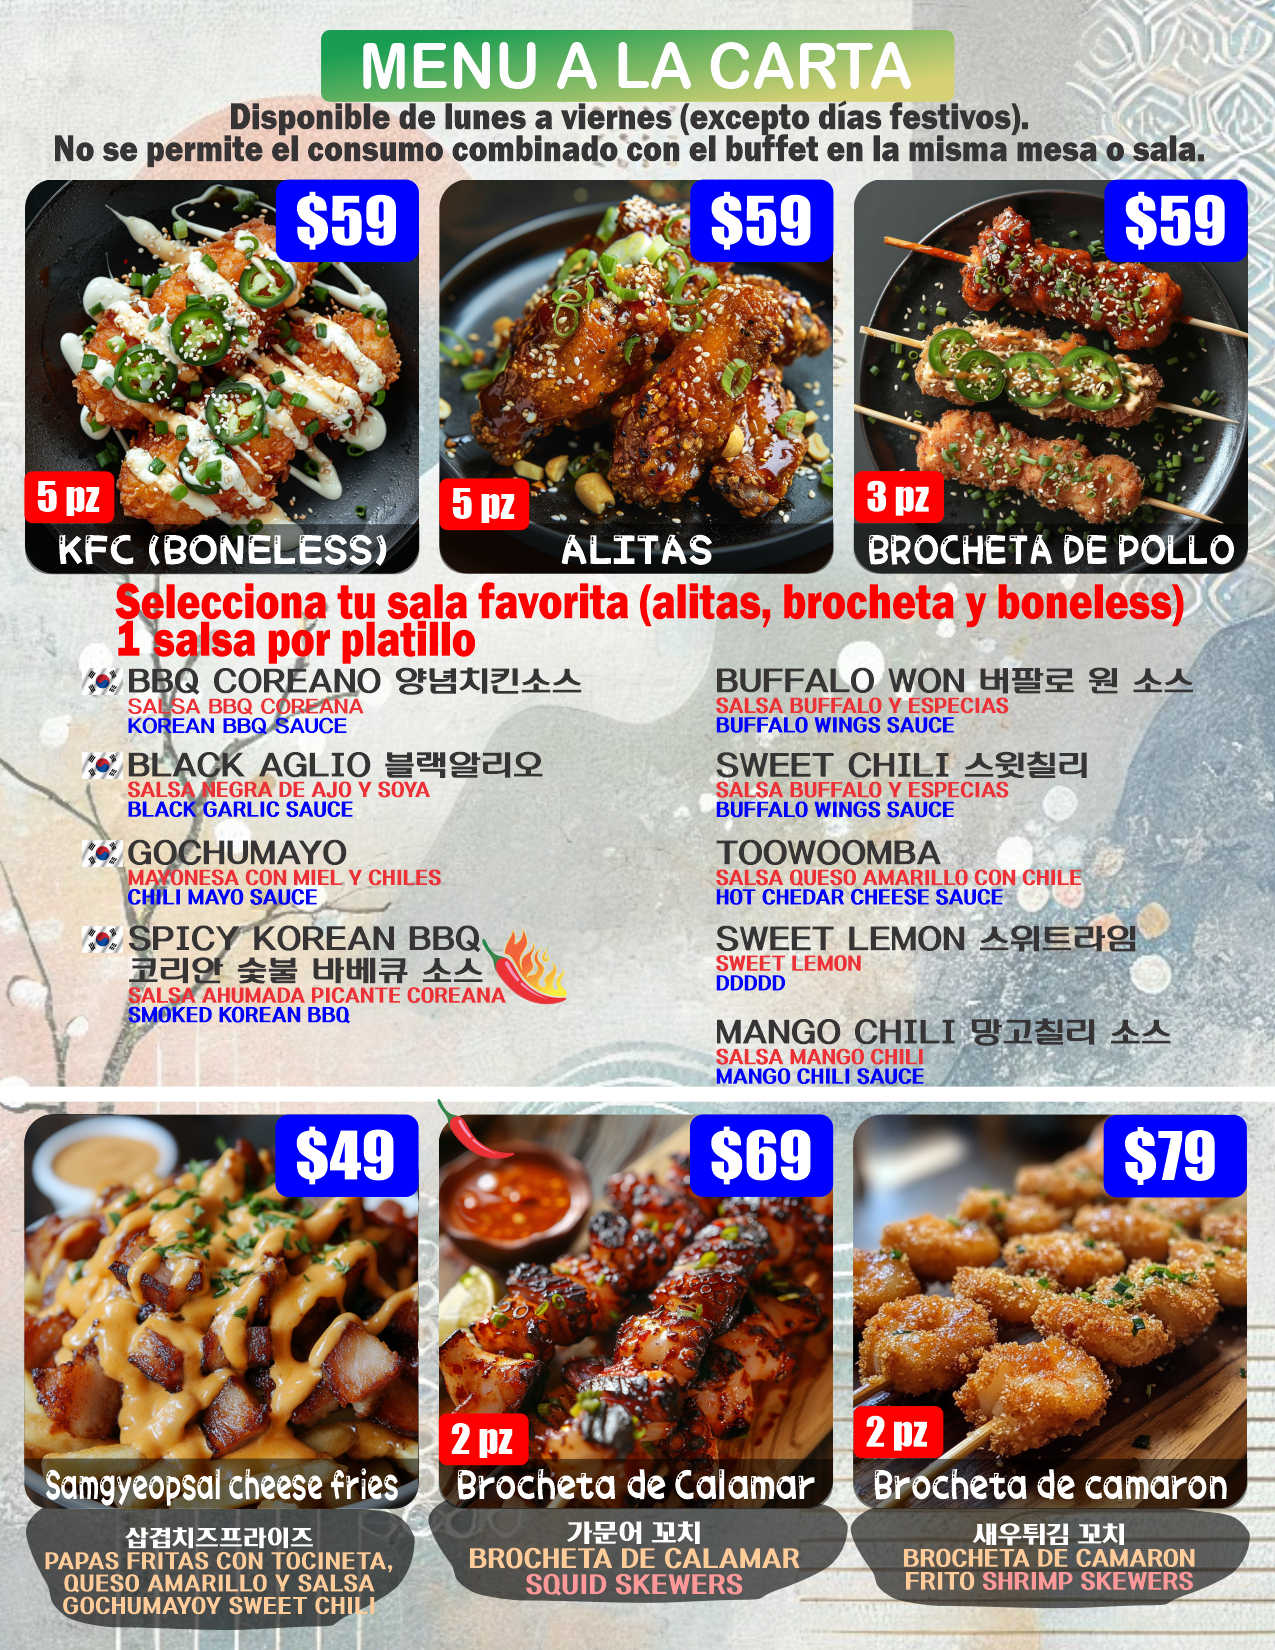 MENU A LA CARTA
Disponible de lunes a viernes (excepto días festivos).
No se permite el consumo combinado con el buffet en la misma mesa o sala.
$59
$59
$59
5 pz
5 pz
3 pz
KFC (BONELESS)
ALITAS
BROCHETA DE POLLO
Selecciona tu sala favorita (alitas, brocheta y boneless)
1 salsa por platillo
BBQ COREANO 양념치킨소스
SALSA BBQ COREANA
KOREAN BBQ SAUCE
BLACK AGLIO 블랙알리오
SALSA NEGRA DE AJO Y SOYA
BLACK GARLIC SAUCE
GOCHUMAYO
MAYONESA CON MIEL Y CHILES
CHILI MAYO SAUCE
SPICY KOREAN BBQ
코리안 숯불 바베큐 소스
SALSA AHUMADA PICANTE COREANA
SMOKED KOREAN BBQ
BUFFALO WON 버팔로 원 소스
SALSA BUFFALO Y ESPECIAS
BUFFALO WINGS SAUCE
SWEET CHILI 스윗칠리
SALSA BUFFALO Y ESPECIAS
BUFFALO WINGS SAUCE
TOOWOOMBA
SALSA QUESO AMARILLO CON CHILE
HOT CHEDAR CHEESE SAUCE
SWEET LEMON 스위트라임
SWEET LEMON
DDDDD
MANGO CHILI 망고칠리 소스
SALSA MANGO CHILI
MANGO CHILI SAUCE
$49
$69
$79
2 pz
2 pz
Samgyeopsal cheese fries
Brocheta de Calamar
Brocheta de camaron
삽겹치즈프라이즈
PAPAS FRITAS CON TOCINETA,
QUESO AMARILLO Y SALSA
GOCHUMAYOY SWEET CHILI
가문어 꼬치
BROCHETA DE CALAMAR
SQUID SKEWERS
새우튀김 꼬치
BROCHETA DE CAMARON
FRITO SHRIMP SKEWERS